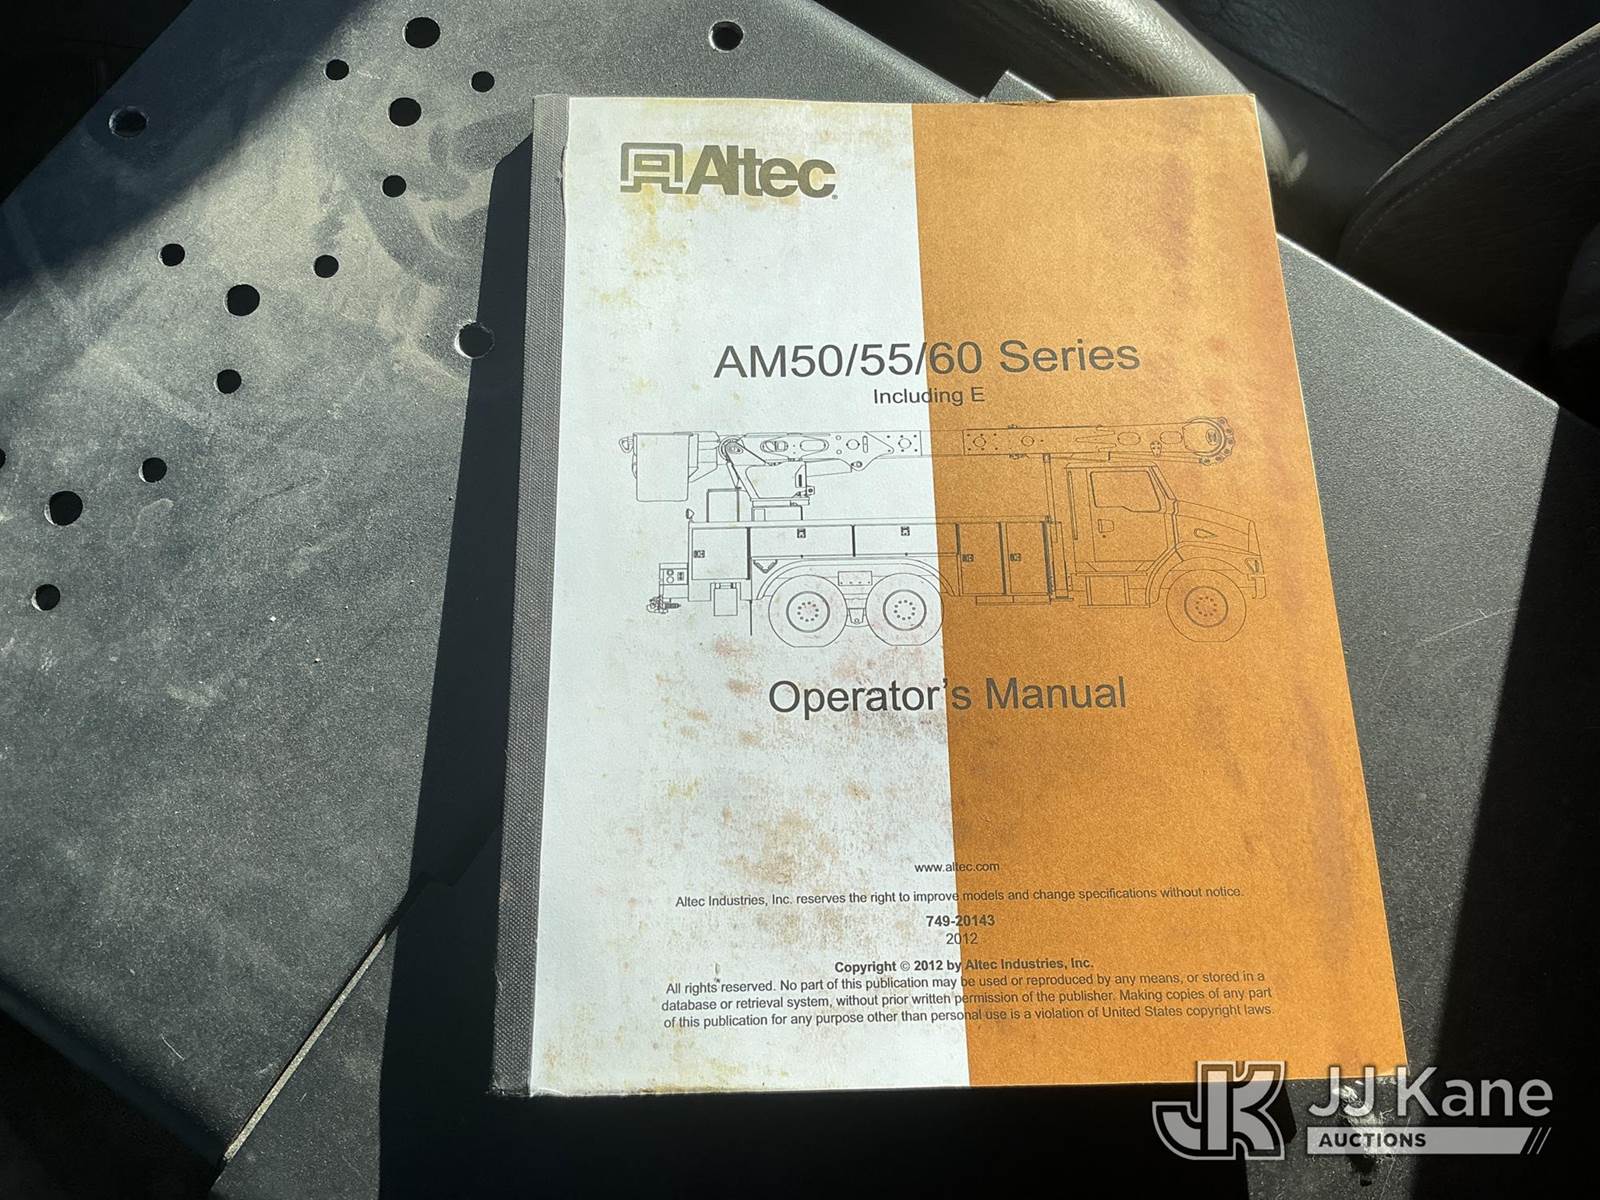 Altec
AM50/55/60 Series
Including E
Operator's Manual
www.altec.com
Altec Industries, Inc. reserves the right to improve models and change specifications without notice.
749-20143
2012
Copyright © 2012 by Altec Industries, Inc.
All rights reserved. No part of this publication may be used or reproduced by any means, or stored in a
database or retrieval system, without prior written permission of the publisher. Making copies of any part
of this publication for any purpose other than personal use is a violation of United States copyright laws.
JK JJ Kane
AUCTIONS